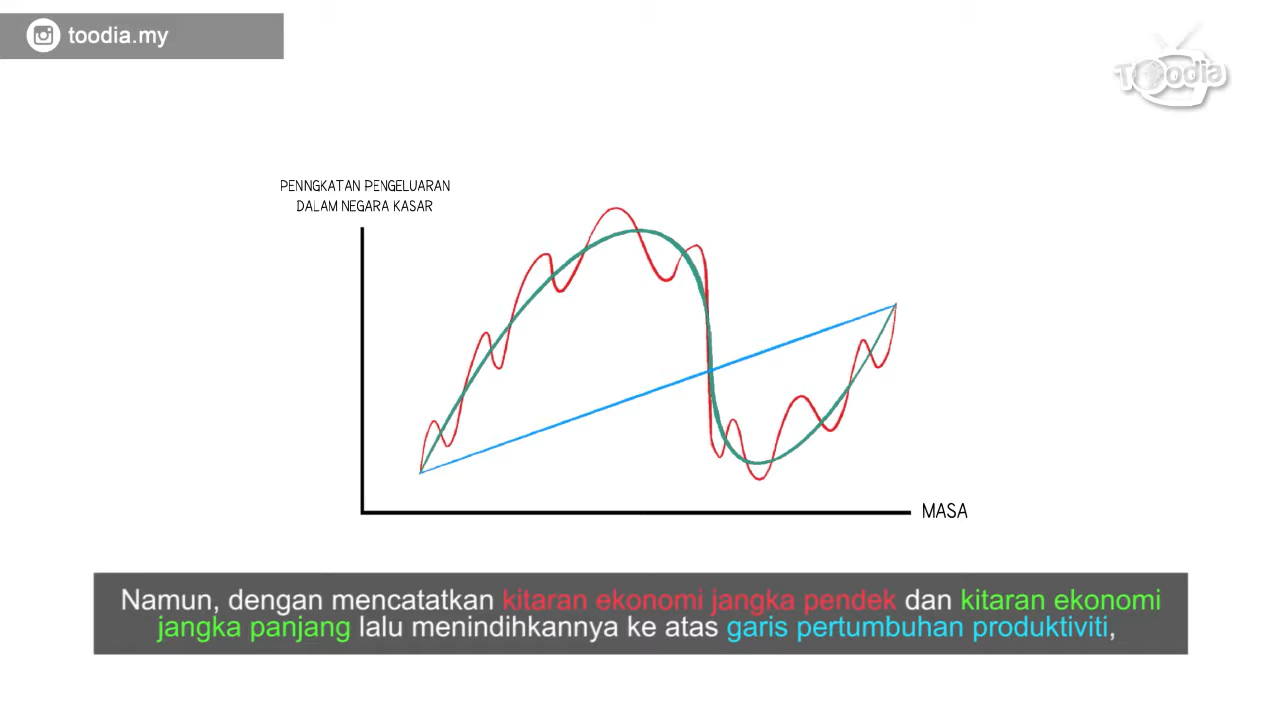 toodia.my
Toodia
PENNGKATAN PENGELUARAN
DALAM NEGARA KASAR
MASA
Namun, dengan mencatatkan kitaran ekonomi jangka pendek dan kitaran ekonomi
jangka panjang lalu menindihkannya ke atas garis pertumbuhan produktiviti,